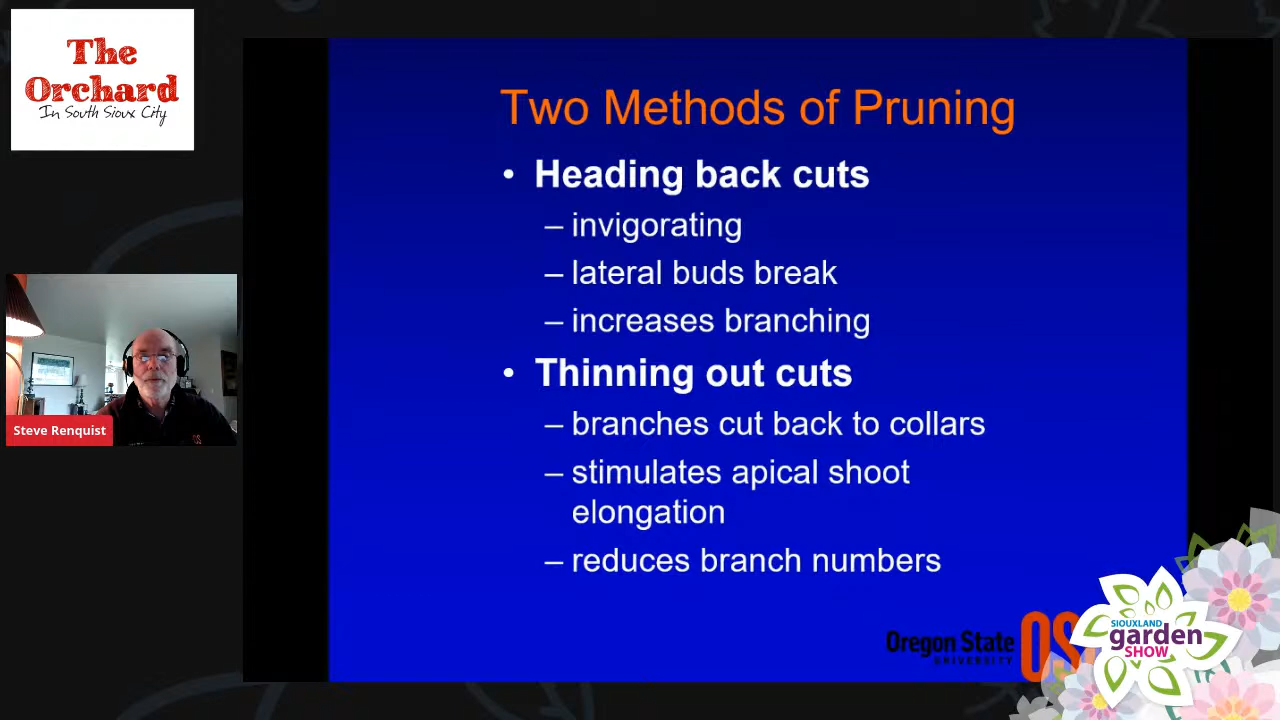 The
Orchard
In South Sioux City
Two Methods of Pruning
• Heading back cuts
– invigorating
– lateral buds break
– increases branching
• Thinning out cuts
– branches cut back to collars
– stimulates apical shoot
elongation
– reduces branch numbers
Steve Renquist
Oregon State
UNIVERSITY
OS
SIOUXLAND
garden
SHOW